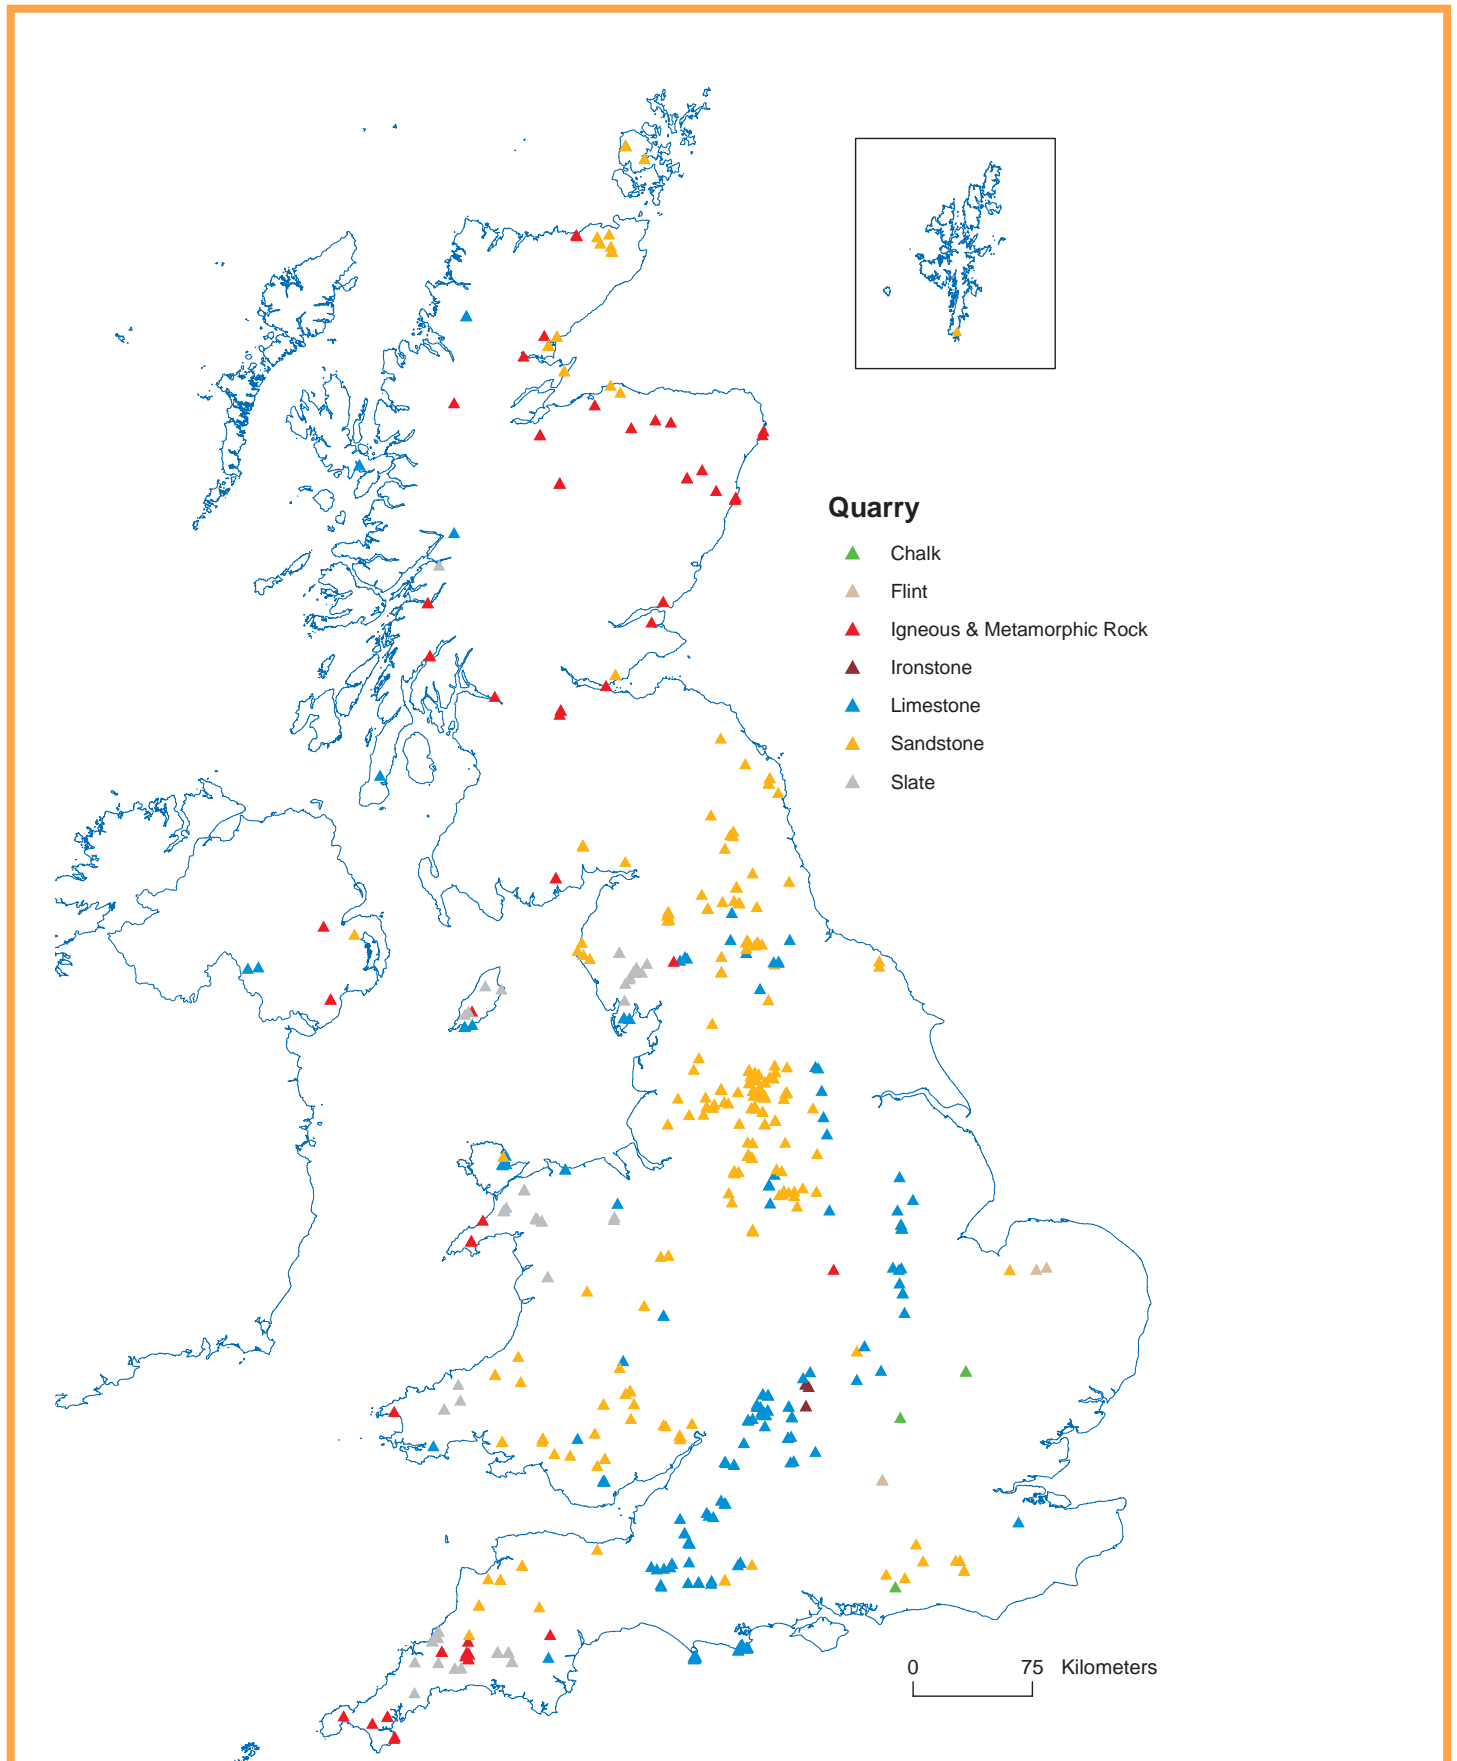 Quarry
Chalk
Flint
Igneous & Metamorphic Rock
Ironstone
Limestone
Sandstone
Slate
0 75 Kilometers